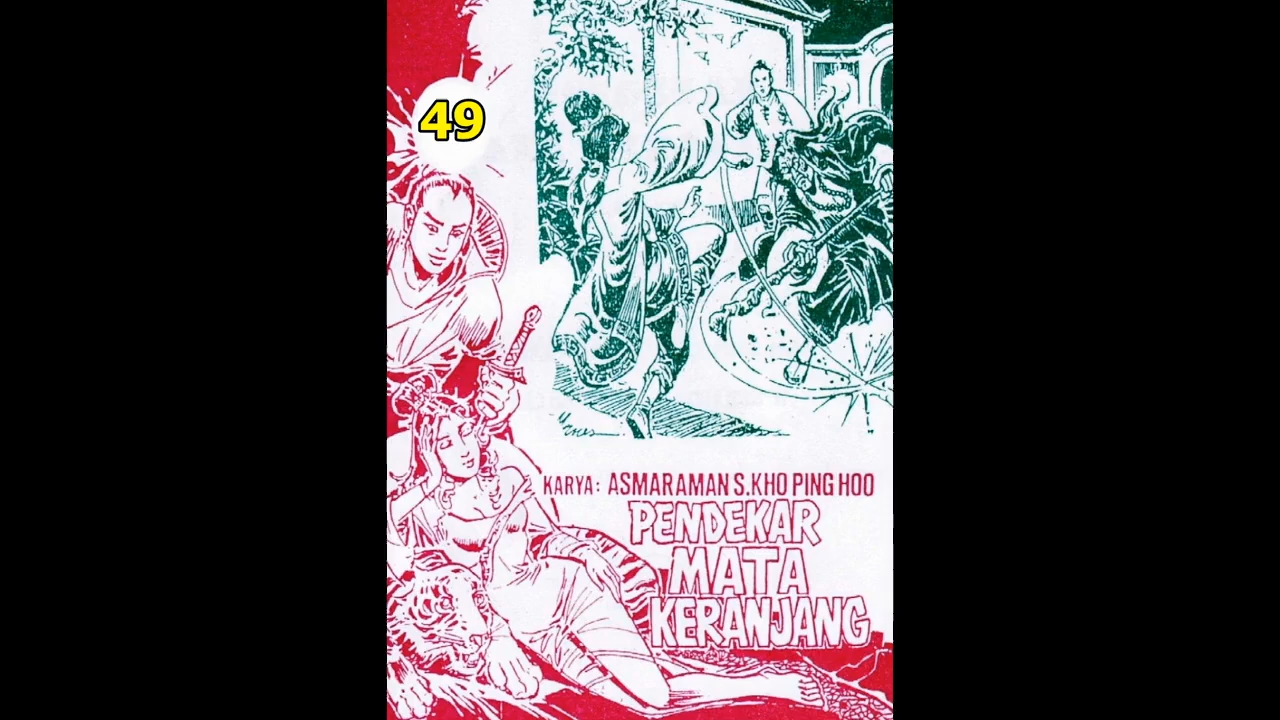 49
KARYA: ASMARAMAN S.KHO PING HOO
PENDEKAR
MATA
KERANJANG